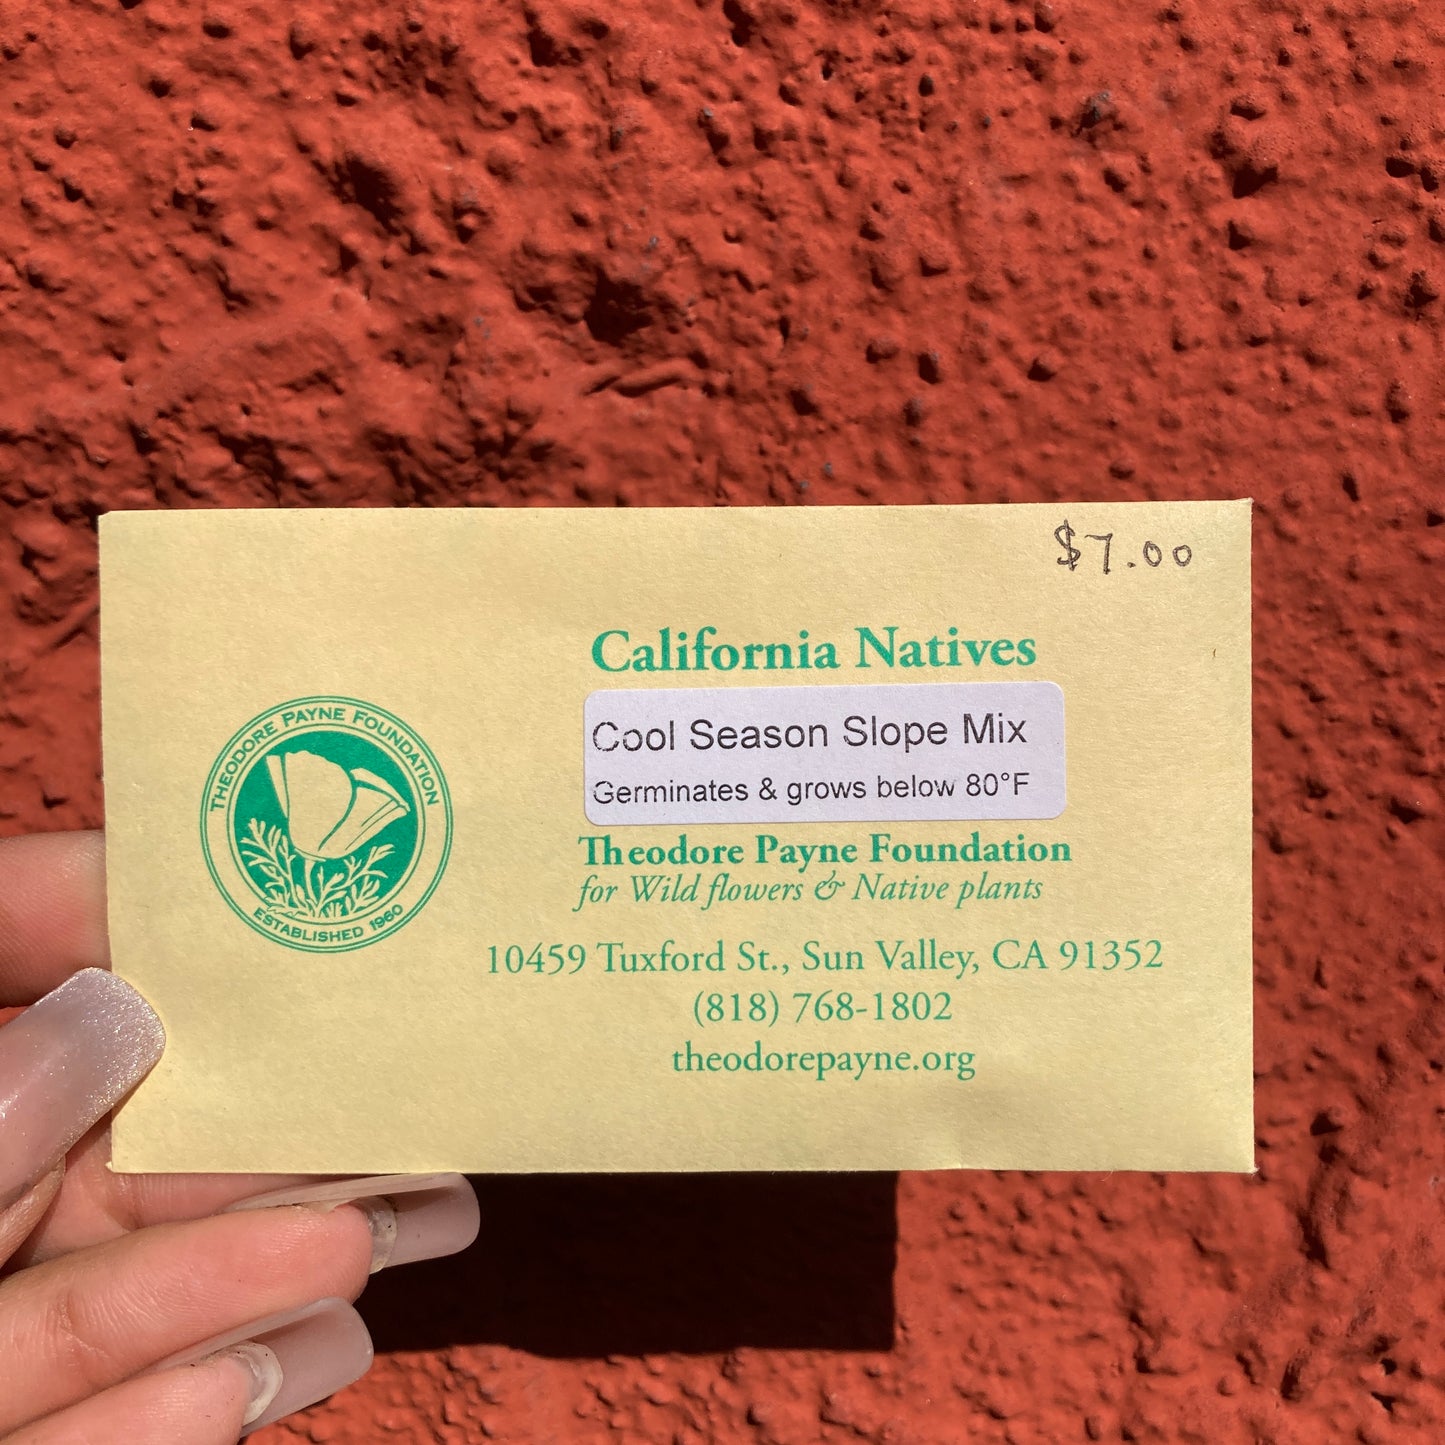 $7.00
California Natives
Cool Season Slope Mix
Germinates & grows below 80°F
Theodore Payne Foundation
for Wild flowers & Native plants
10459 Tuxford St., Sun Valley, CA 91352
(818) 768-1802
theodorepayne.org
THEODORE PAYNE FOUNDATION
ESTABLISHED 1960